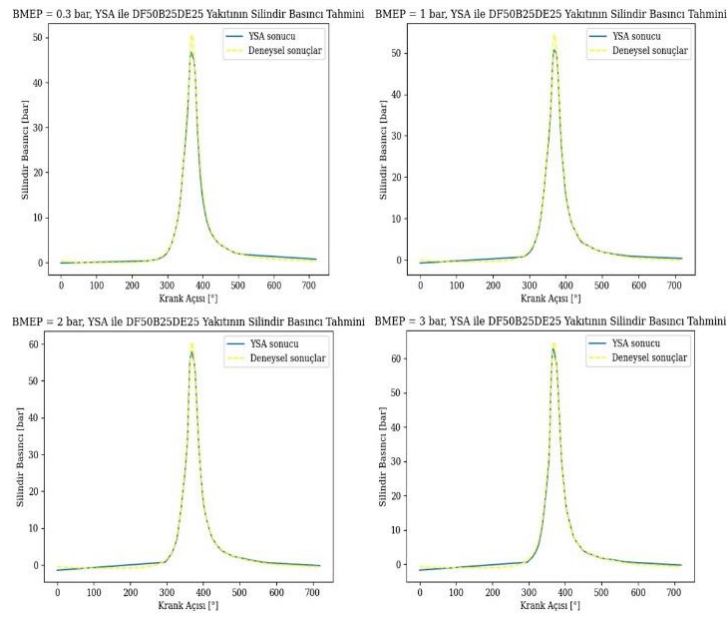 BMEP = 0.3 bar, YSA ile DF50B25DE25 Yakıtının Silindir Basıncı Tahmini
50
40
30
20
10
0
Silindir Basıncı [bar]
YSA sonucu
Deneysel sonuçlar
0 100 200 300 400 500 600 700
Krank Açısı [°]
BMEP = 1 bar, YSA ile DF50B25DE25 Yakıtının Silindir Basıncı Tahmini
50
40
30
20
10
0
Silindir Basıncı [bar]
YSA sonucu
Deneysel sonuçlar
0 100 200 300 400 500 600 700
Krank Açısı [°]
BMEP = 2 bar, YSA ile DF50B25DE25 Yakıtının Silindir Basıncı Tahmini
60
50
40
30
20
10
0
Silindir Basıncı [bar]
YSA sonucu
Deneysel sonuçlar
0 100 200 300 400 500 600 700
Krank Açısı [°]
BMEP = 3 bar, YSA ile DF50B25DE25 Yakıtının Silindir Basıncı Tahmini
60
50
40
30
20
10
0
Silindir Basıncı [bar]
YSA sonucu
Deneysel sonuçlar
0 100 200 300 400 500 600 700
Krank Açısı [°]